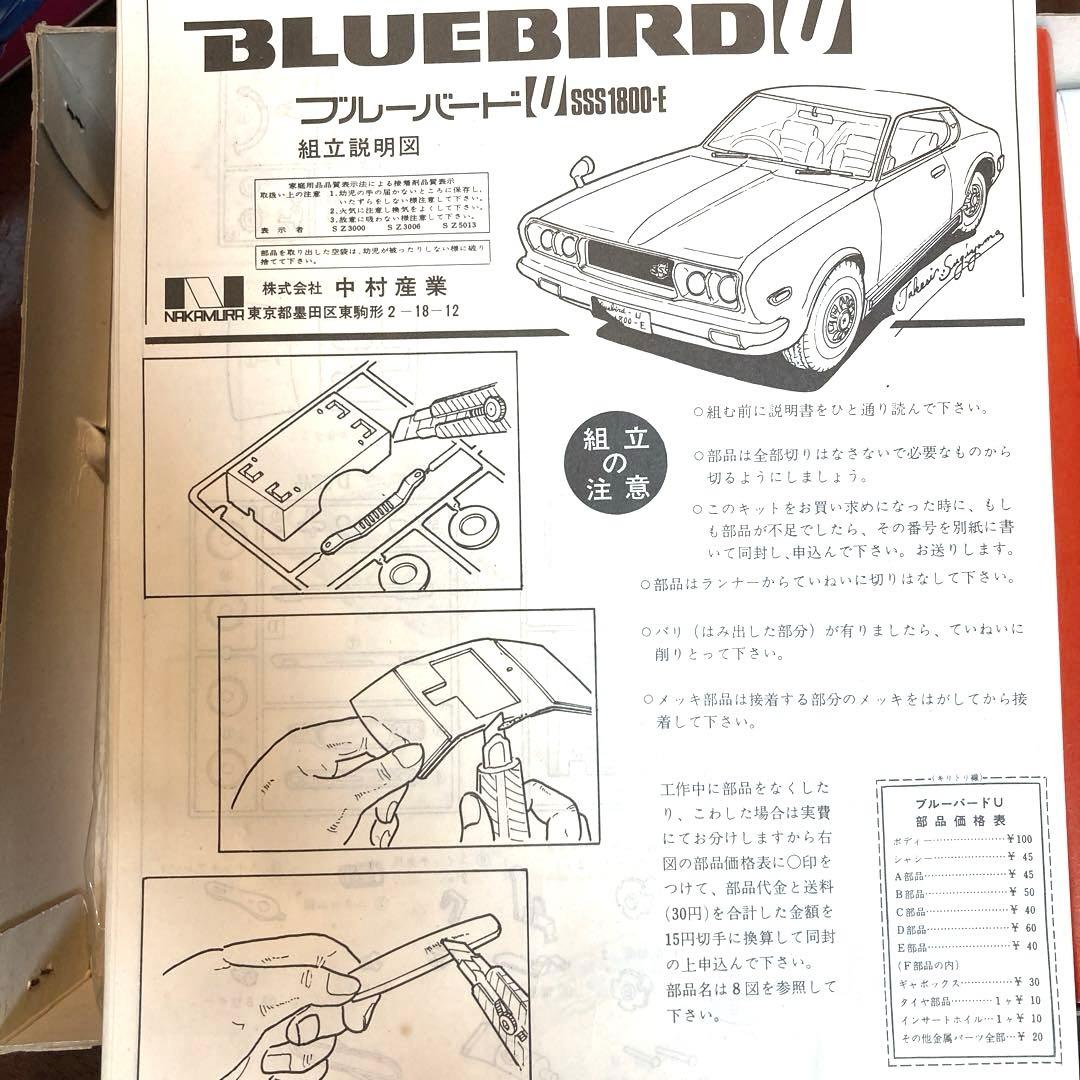 BLUEBIRD U
ブルーバード U SSS1800-E
組立説明図
家庭用品品質表示法による接着剤品質表示
取扱い上の注意 1.幼児の手の届かないところに保存し、
いたずらをしない様注意して下さい。
2.火気に注意し換気をよくして下さい。
3.故意に吸わない様注意して下さい。
表示者 SZ3000 SZ3006 SZ5013
部品を取り出した空袋は、幼児が被ったりしない様に破り
捨てて下さい。
株式会社 中村産業
NAKAMURA 東京都墨田区東駒形2-18-12
Bluebird-U
1800-E
Takesi Sugiyama
組立
の
注意
○組む前に説明書をひと通り読んで下さい。
○部品は全部切りはなさないで必要なものから
切るようにしましょう。
○このキットをお買い求めになった時に、もし
も部品が不足でしたら、その番号を別紙に書
いて同封し、申込んで下さい。お送りします。
○部品はランナーからていねいに切りはなして下さい。
○バリ(はみ出した部分)が有りましたら、ていねいに
削りとって下さい。
○メッキ部品は接着する部分のメッキをはがしてから接
着して下さい。
工作中に部品をなくした
り、こわした場合は実費
にてお分けしますから右
図の部品価格表に○印を
つけて、部品代金と送料
(30円)を合計した金額を
15円切手に換算して同封
の上申込んで下さい。
部品名は8図を参照して
下さい。
(キリトリ線)
ブルーバードU
部品価格表
ボディー……………¥100
シャシー……………¥ 45
A部品……………¥ 45
B部品……………¥ 50
C部品……………¥ 40
D部品……………¥ 60
E部品……………¥ 40
(F部品の内)
ギャボックス…………¥ 30
タイヤ部品………1ヶ¥ 10
インサートホイル…1ヶ¥ 10
その他金属パーツ全部…¥ 20